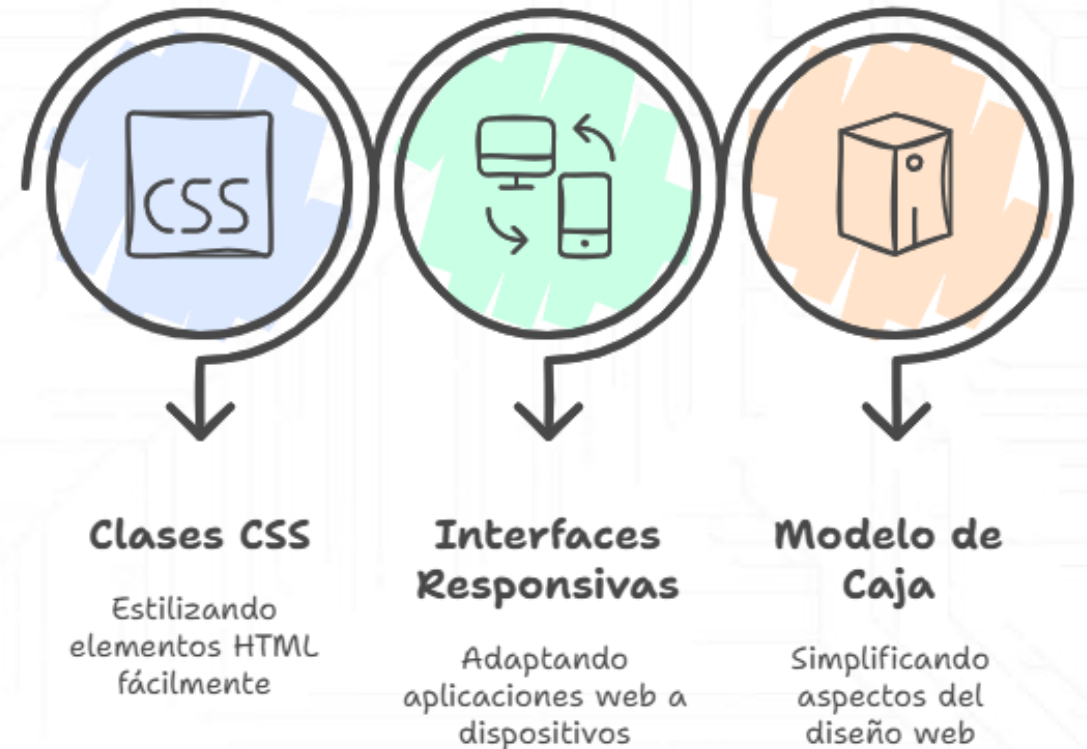 CSS
Clases CSS
Estilizando
elementos HTML
fácilmente
Interfaces
Responsivas
Adaptando
aplicaciones web a
dispositivos
Modelo de
Caja
Simplificando
aspectos del
diseño web